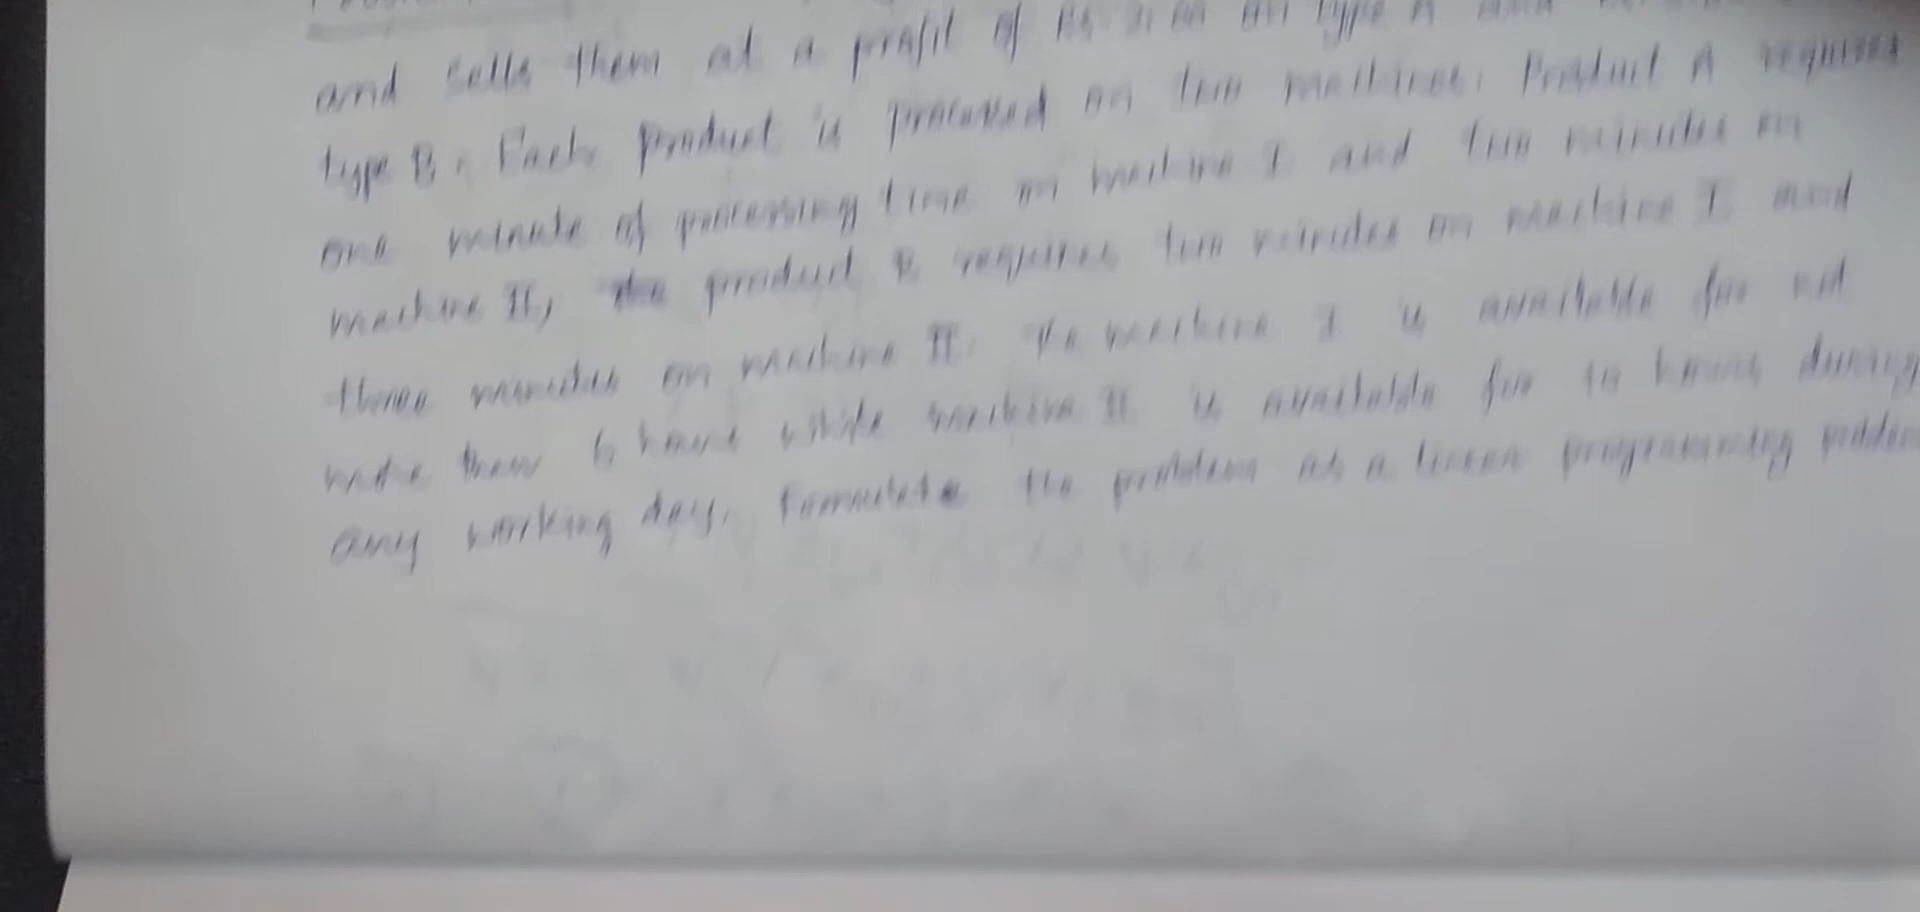 and sells them at a profit of Rs on type A and
type B. Each product is processed on two machines. Product A requires
one minute of processing time on machine I and two minutes on
machine II, the product B requires two minutes on machine I and
three minutes on machine II. The machine I is available for not
more than 6 hours while machine II is available for 10 hours during
any working day. Formulate the problem as a linear programming